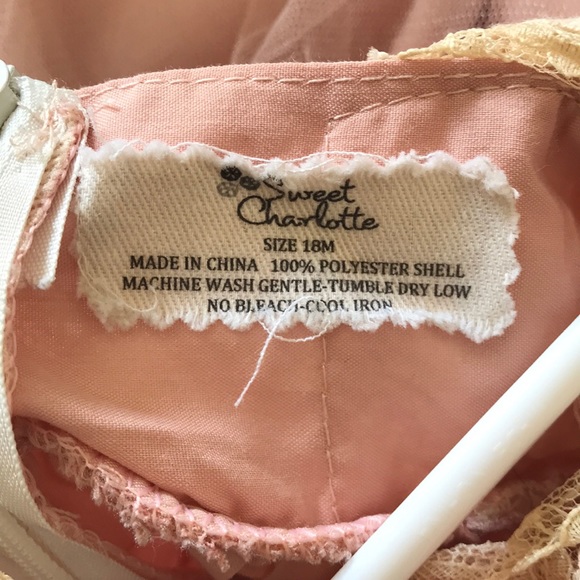 Sweet
Charlotte
SIZE 18M
MADE IN CHINA 100% POLYESTER SHELL
MACHINE WASH GENTLE-TUMBLE DRY LOW
NO BLEACH-COOL IRON